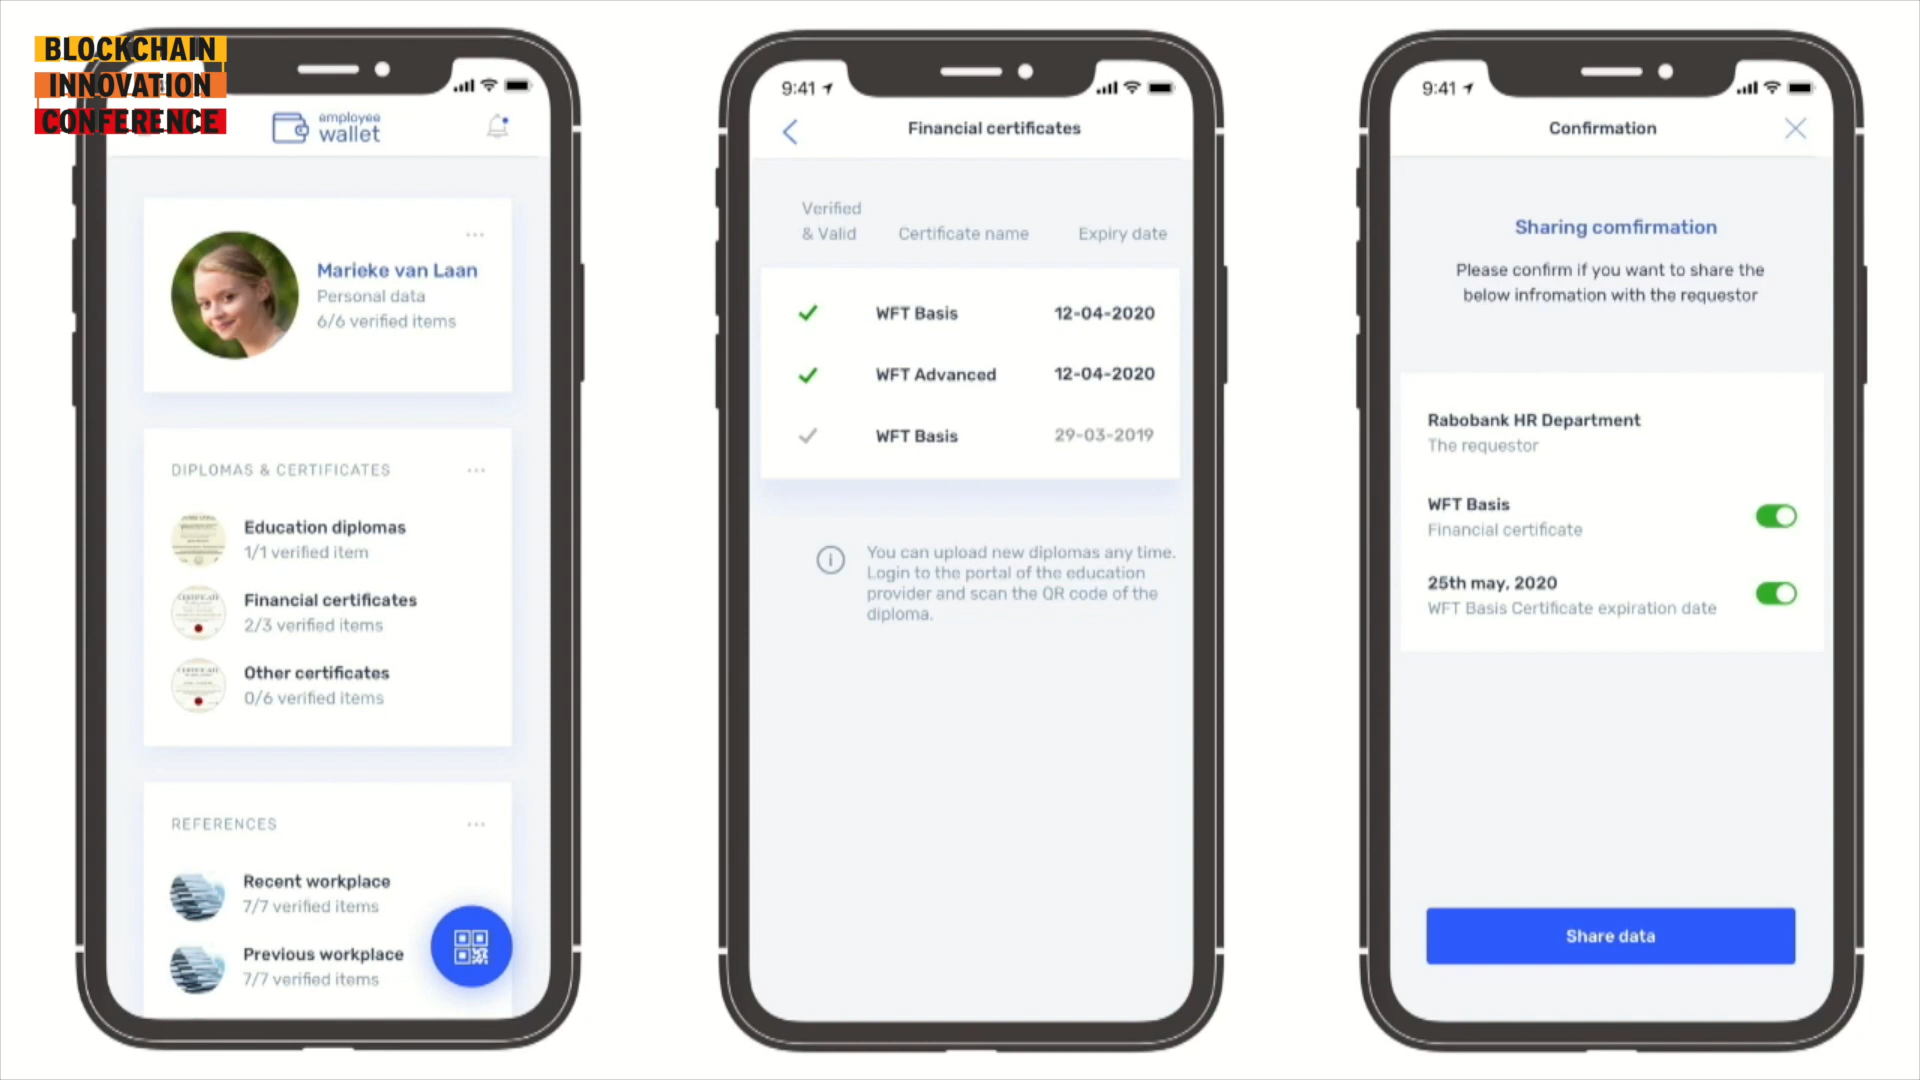 BLOCKCHAIN
INNOVATION
CONFERENCE
employee
wallet
Marieke van Laan
Personal data
6/6 verified items
DIPLOMAS & CERTIFICATES
Education diplomas
1/1 verified item
Financial certificates
2/3 verified items
Other certificates
0/6 verified items
REFERENCES
Recent workplace
7/7 verified items
Previous workplace
7/7 verified items
9:41
Financial certificates
Verified
& Valid Certificate name Expiry date
WFT Basis 12-04-2020
WFT Advanced 12-04-2020
WFT Basis 29-03-2019
You can upload new diplomas any time.
Login to the portal of the education
provider and scan the QR code of the
diploma.
9:41
Confirmation
Sharing comfirmation
Please confirm if you want to share the
below infromation with the requestor
Rabobank HR Department
The requestor
WFT Basis
Financial certificate
25th may, 2020
WFT Basis Certificate expiration date
Share data